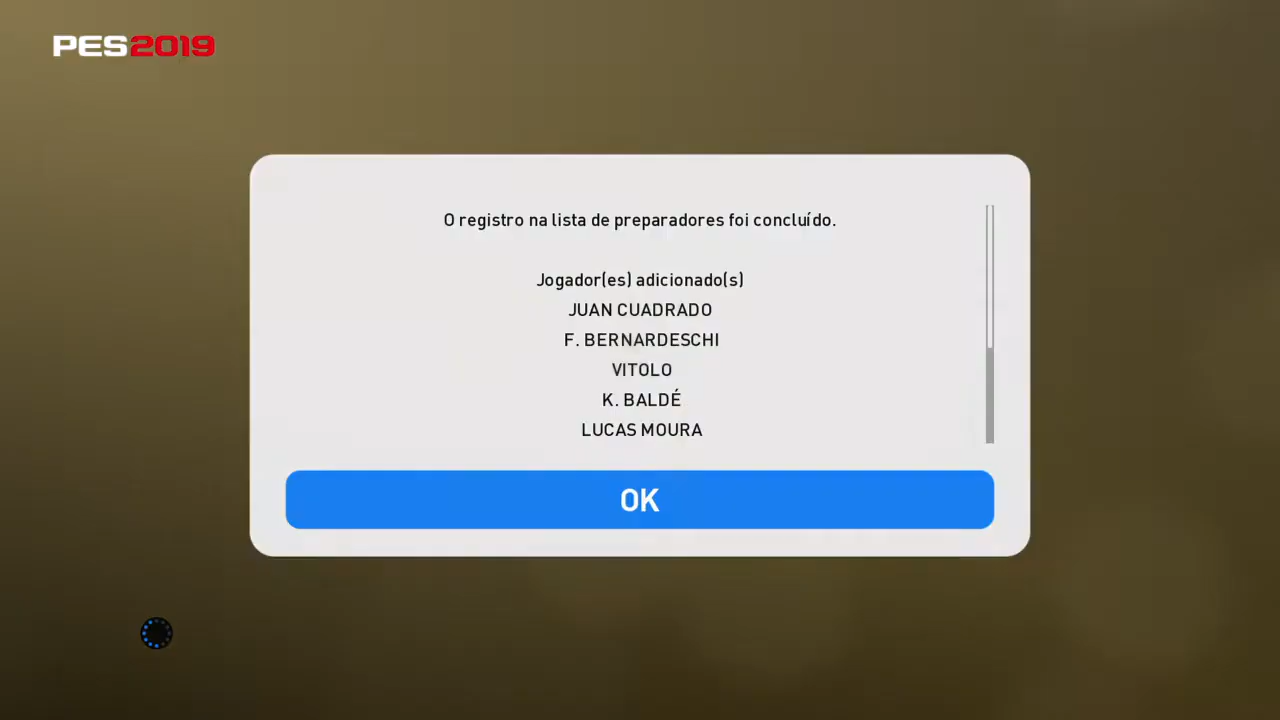 PES2019
O registro na lista de preparadores foi concluído.
Jogador(es) adicionado(s)
JUAN CUADRADO
F. BERNARDESCHI
VITOLO
K. BALDÉ
LUCAS MOURA
OK